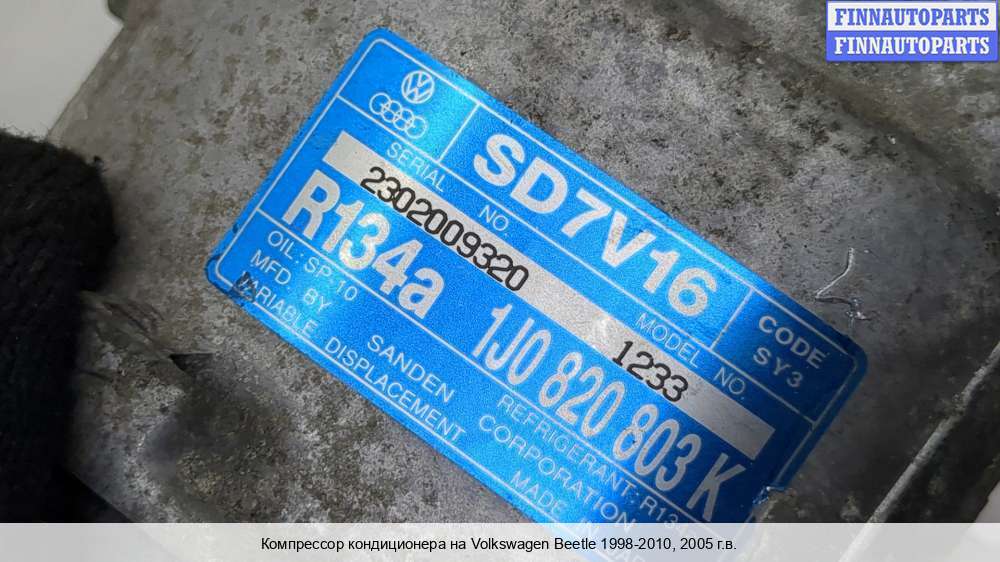 FINNAUTOPARTS
FINNAUTOPARTS
SD7V16
CODE
SY3
SERIAL NO.
MODEL NO.
2302009320
1233
R134a
1J0 820 803 K
OIL: SP-10
REFRIGERANT: R13
MFD BY SANDEN CORPORATION
VARIABLE DISPLACEMENT
MADE
Компрессор кондиционера на Volkswagen Beetle 1998-2010, 2005 г.в.